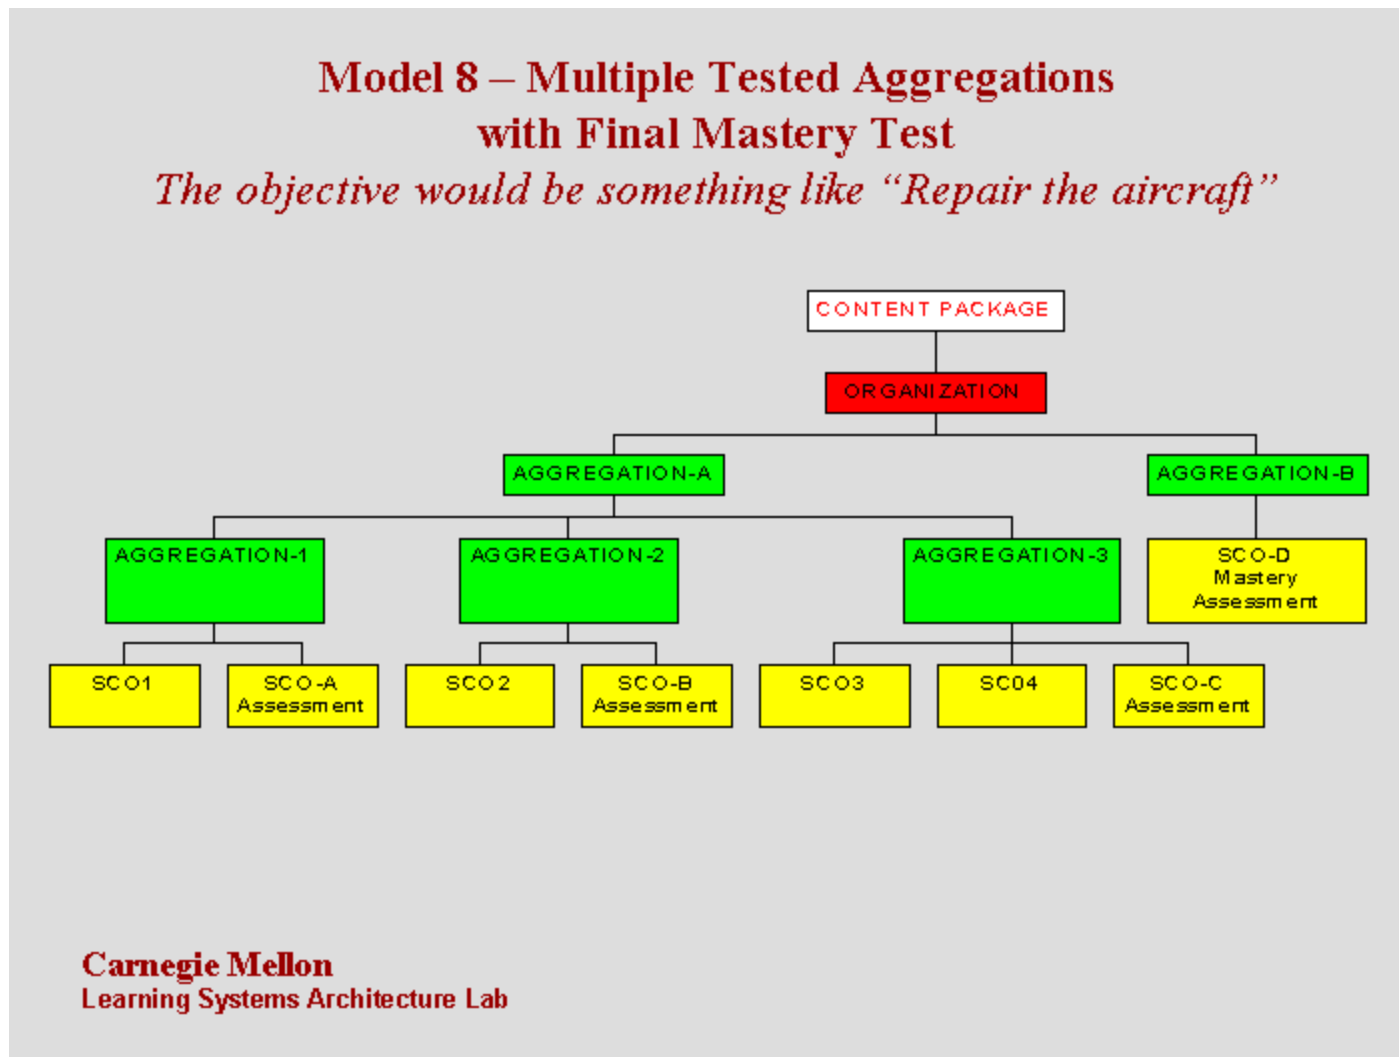 Model 8 – Multiple Tested Aggregations
with Final Mastery Test
The objective would be something like “Repair the aircraft”
CONTENT PACKAGE
ORGANIZATION
AGGREGATION-A
AGGREGATION-B
AGGREGATION-1
AGGREGATION-2
AGGREGATION-3
SCO-D
Mastery
Assessment
SCO1
SCO-A
Assessment
SCO2
SCO-B
Assessment
SCO3
SC04
SCO-C
Assessment
Carnegie Mellon
Learning Systems Architecture Lab